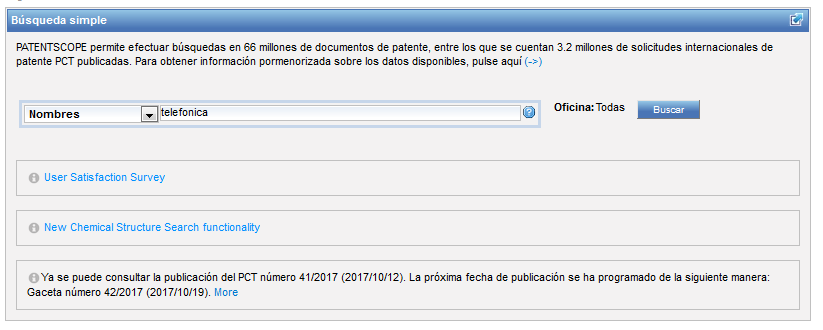 Búsqueda simple
PATENTSCOPE permite efectuar búsquedas en 66 millones de documentos de patente, entre los que se cuentan 3.2 millones de solicitudes internacionales de
patente PCT publicadas. Para obtener información pormenorizada sobre los datos disponibles, pulse aquí (->)
Nombres telefonica ? Oficina: Todas Buscar
User Satisfaction Survey
New Chemical Structure Search functionality
Ya se puede consultar la publicación del PCT número 41/2017 (2017/10/12). La próxima fecha de publicación se ha programado de la siguiente manera:
Gaceta número 42/2017 (2017/10/19). More